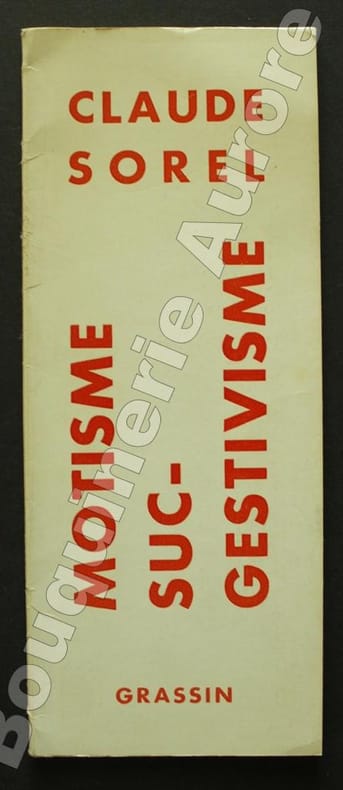 CLAUDE
SOREL
MOTISME
SUC-
GESTIVISME
GRASSIN
Bouquinerie Aurore